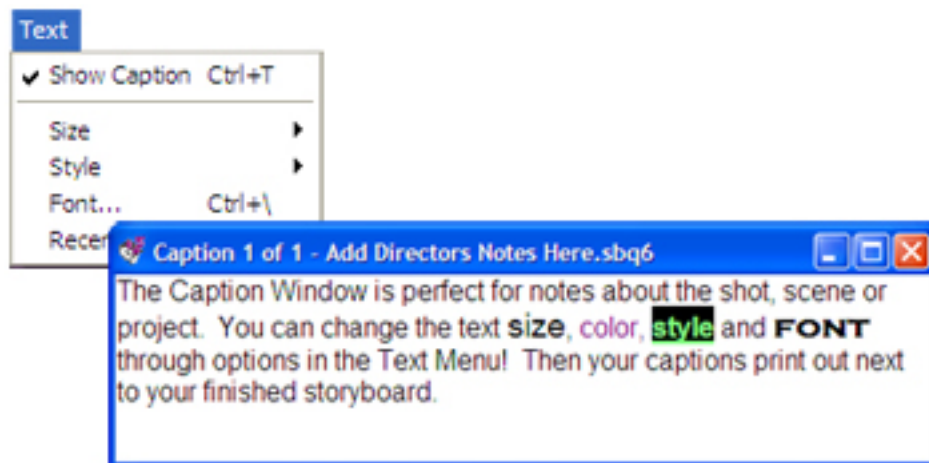 Text
Show Caption Ctrl+T
Size
Style
Font... Ctrl+\
Caption 1 of 1 - Add Directors Notes Here.sbq6
The Caption Window is perfect for notes about the shot, scene or
project. You can change the text size, color, style and FONT
through options in the Text Menu! Then your captions print out next
to your finished storyboard.